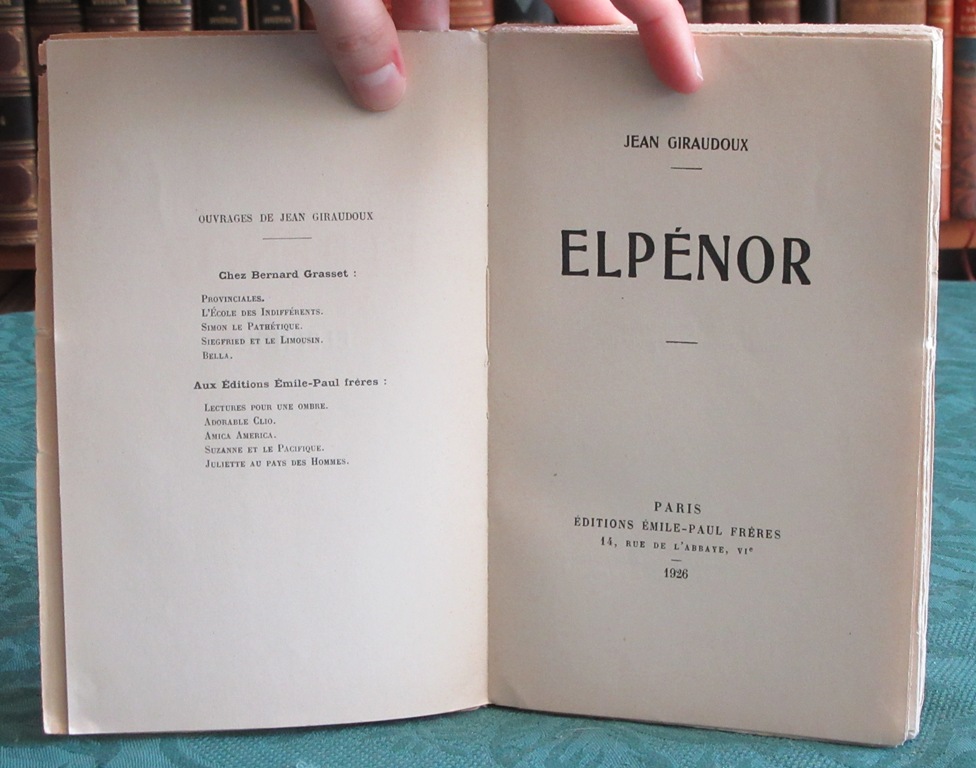 OUVRAGES DE JEAN GIRAUDOUX
Chez Bernard Grasset :
PROVINCIALES.
L'ÉCOLE DES INDIFFÉRENTS.
SIMON LE PATHÉTIQUE.
SIEGFRIED ET LE LIMOUSIN.
BELLA.
Aux Éditions Émile-Paul fréres :
LECTURES POUR UNE OMBRE.
ADORABLE CLIO.
AMICA AMERICA.
SUZANNE ET LE PACIFIQUE.
JULIETTE AU PAYS DES HOMMES.
JEAN GIRAUDOUX
ELPÉNOR
PARIS
ÉDITIONS ÉMILE-PAUL FRÈRES
14, RUE DE L'ABBAYE, VIe
1926